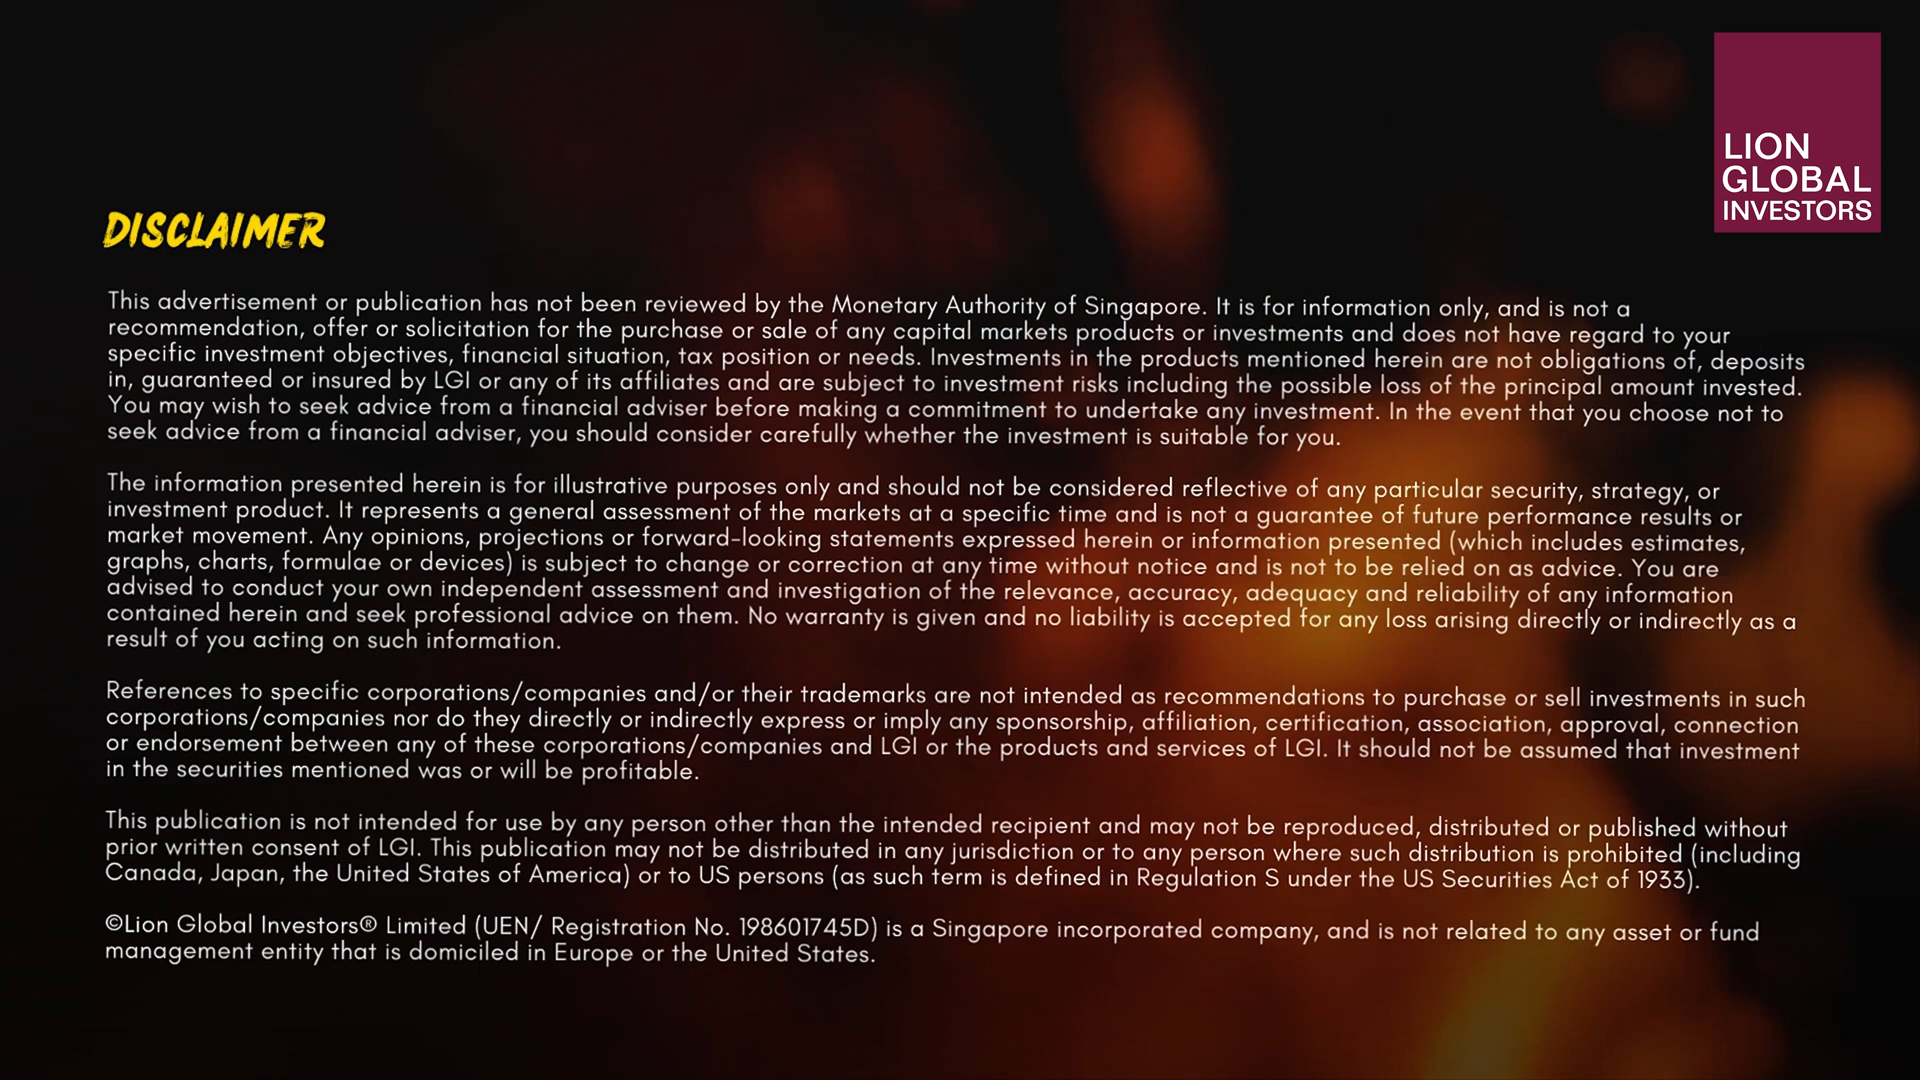 LION
GLOBAL
INVESTORS
DISCLAIMER
This advertisement or publication has not been reviewed by the Monetary Authority of Singapore. It is for information only, and is not a
recommendation, offer or solicitation for the purchase or sale of any capital markets products or investments and does not have regard to your
specific investment objectives, financial situation, tax position or needs. Investments in the products mentioned herein are not obligations of, deposits
in, guaranteed or insured by LGI or any of its affiliates and are subject to investment risks including the possible loss of the principal amount invested.
You may wish to seek advice from a financial adviser before making a commitment to undertake any investment. In the event that you choose not to
seek advice from a financial adviser, you should consider carefully whether the investment is suitable for you.
The information presented herein is for illustrative purposes only and should not be considered reflective of any particular security, strategy, or
investment product. It represents a general assessment of the markets at a specific time and is not a guarantee of future performance results or
market movement. Any opinions, projections or forward-looking statements expressed herein or information presented (which includes estimates,
graphs, charts, formulae or devices) is subject to change or correction at any time without notice and is not to be relied on as advice. You are
advised to conduct your own independent assessment and investigation of the relevance, accuracy, adequacy and reliability of any information
contained herein and seek professional advice on them. No warranty is given and no liability is accepted for any loss arising directly or indirectly as a
result of you acting on such information.
References to specific corporations/companies and/or their trademarks are not intended as recommendations to purchase or sell investments in such
corporations/companies nor do they directly or indirectly express or imply any sponsorship, affiliation, certification, association, approval, connection
or endorsement between any of these corporations/companies and LGI or the products and services of LGI. It should not be assumed that investment
in the securities mentioned was or will be profitable.
This publication is not intended for use by any person other than the intended recipient and may not be reproduced, distributed or published without
prior written consent of LGI. This publication may not be distributed in any jurisdiction or to any person where such distribution is prohibited (including
Canada, Japan, the United States of America) or to US persons (as such term is defined in Regulation S under the US Securities Act of 1933).
©Lion Global Investors® Limited (UEN/ Registration No. 198601745D) is a Singapore incorporated company, and is not related to any asset or fund
management entity that is domiciled in Europe or the United States.